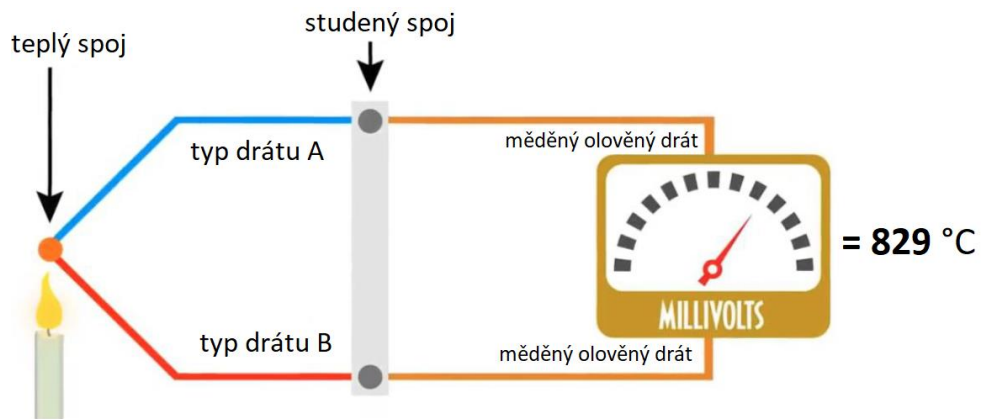 studený spoj
teplý spoj
typ drátu A
měděný olověný drát
= 829 °C
MILLIVOLTS
typ drátu B
měděný olověný drát